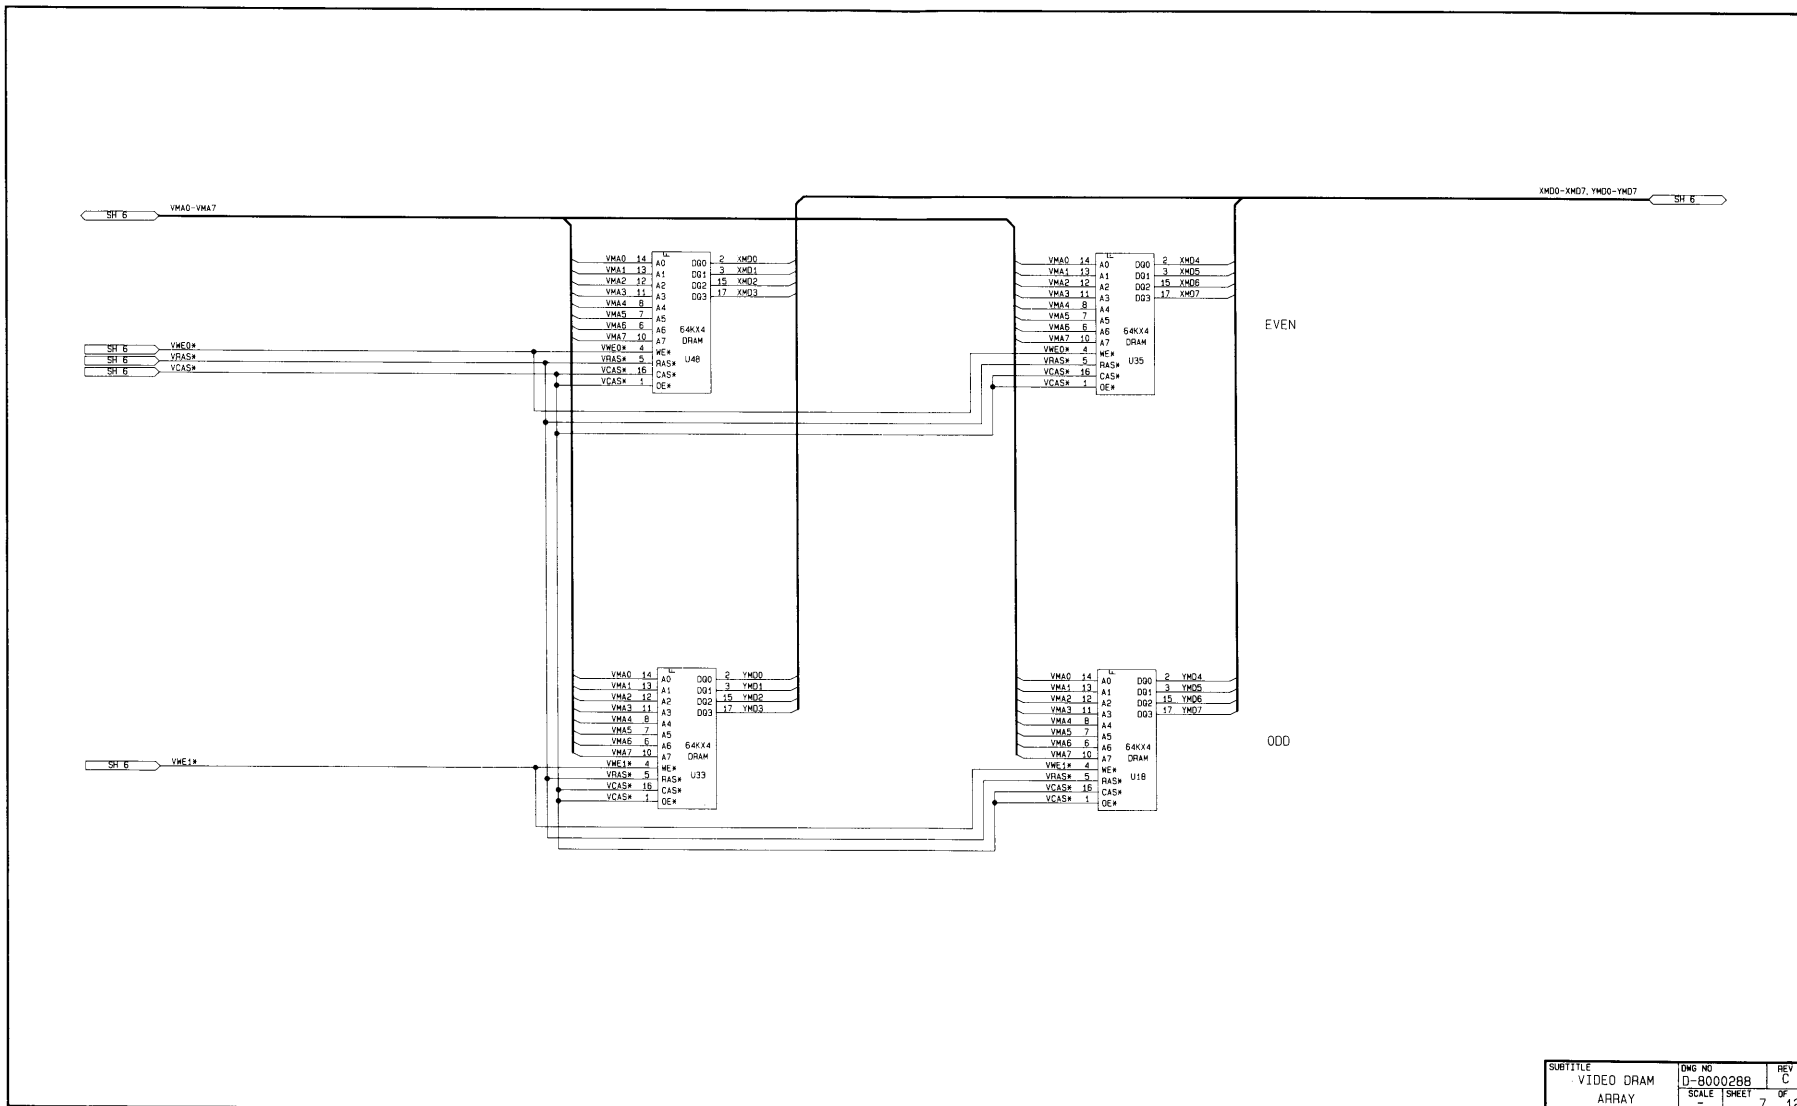 XMD0-XMD7, YMD0-YMD7
SH 6
VMA0-VMA7
SH 6
VMA0 14 A0 DQ0 2 XMD0
VMA1 13 A1 DQ1 3 XMD1
VMA2 12 A2 DQ2 15 XMD2
VMA3 11 A3 DQ3 17 XMD3
VMA4 8 A4
VMA5 7 A5
VMA6 6 A6 64KX4
VMA7 10 A7 DRAM
VWE0* 4 WE*
VRAS* 5 RAS* U48
VCAS* 16 CAS*
VCAS* 1 OE*
VMA0 14 A0 DQ0 2 XMD4
VMA1 13 A1 DQ1 3 XMD5
VMA2 12 A2 DQ2 15 XMD6
VMA3 11 A3 DQ3 17 XMD7
VMA4 8 A4
VMA5 7 A5
VMA6 6 A6 64KX4
VMA7 10 A7 DRAM
VWE0* 4 WE*
VRAS* 5 RAS* U35
VCAS* 16 CAS*
VCAS* 1 OE*
EVEN
SH 6 VWE0*
SH 6 VRAS*
SH 6 VCAS*
VMA0 14 A0 DQ0 2 YMD0
VMA1 13 A1 DQ1 3 YMD1
VMA2 12 A2 DQ2 15 YMD2
VMA3 11 A3 DQ3 17 YMD3
VMA4 8 A4
VMA5 7 A5
VMA6 6 A6 64KX4
VMA7 10 A7 DRAM
VWE1* 4 WE*
VRAS* 5 RAS* U33
VCAS* 16 CAS*
VCAS* 1 OE*
VMA0 14 A0 DQ0 2 YMD4
VMA1 13 A1 DQ1 3 YMD5
VMA2 12 A2 DQ2 15 YMD6
VMA3 11 A3 DQ3 17 YMD7
VMA4 8 A4
VMA5 7 A5
VMA6 6 A6 64KX4
VMA7 10 A7 DRAM
VWE1* 4 WE*
VRAS* 5 RAS* U18
VCAS* 16 CAS*
VCAS* 1 OE*
ODD
SH 6 VWE1*
SUBTITLE
VIDEO DRAM
ARRAY
DWG NO
D-8000288
REV
C
SCALE
-
SHEET 7 OF 12